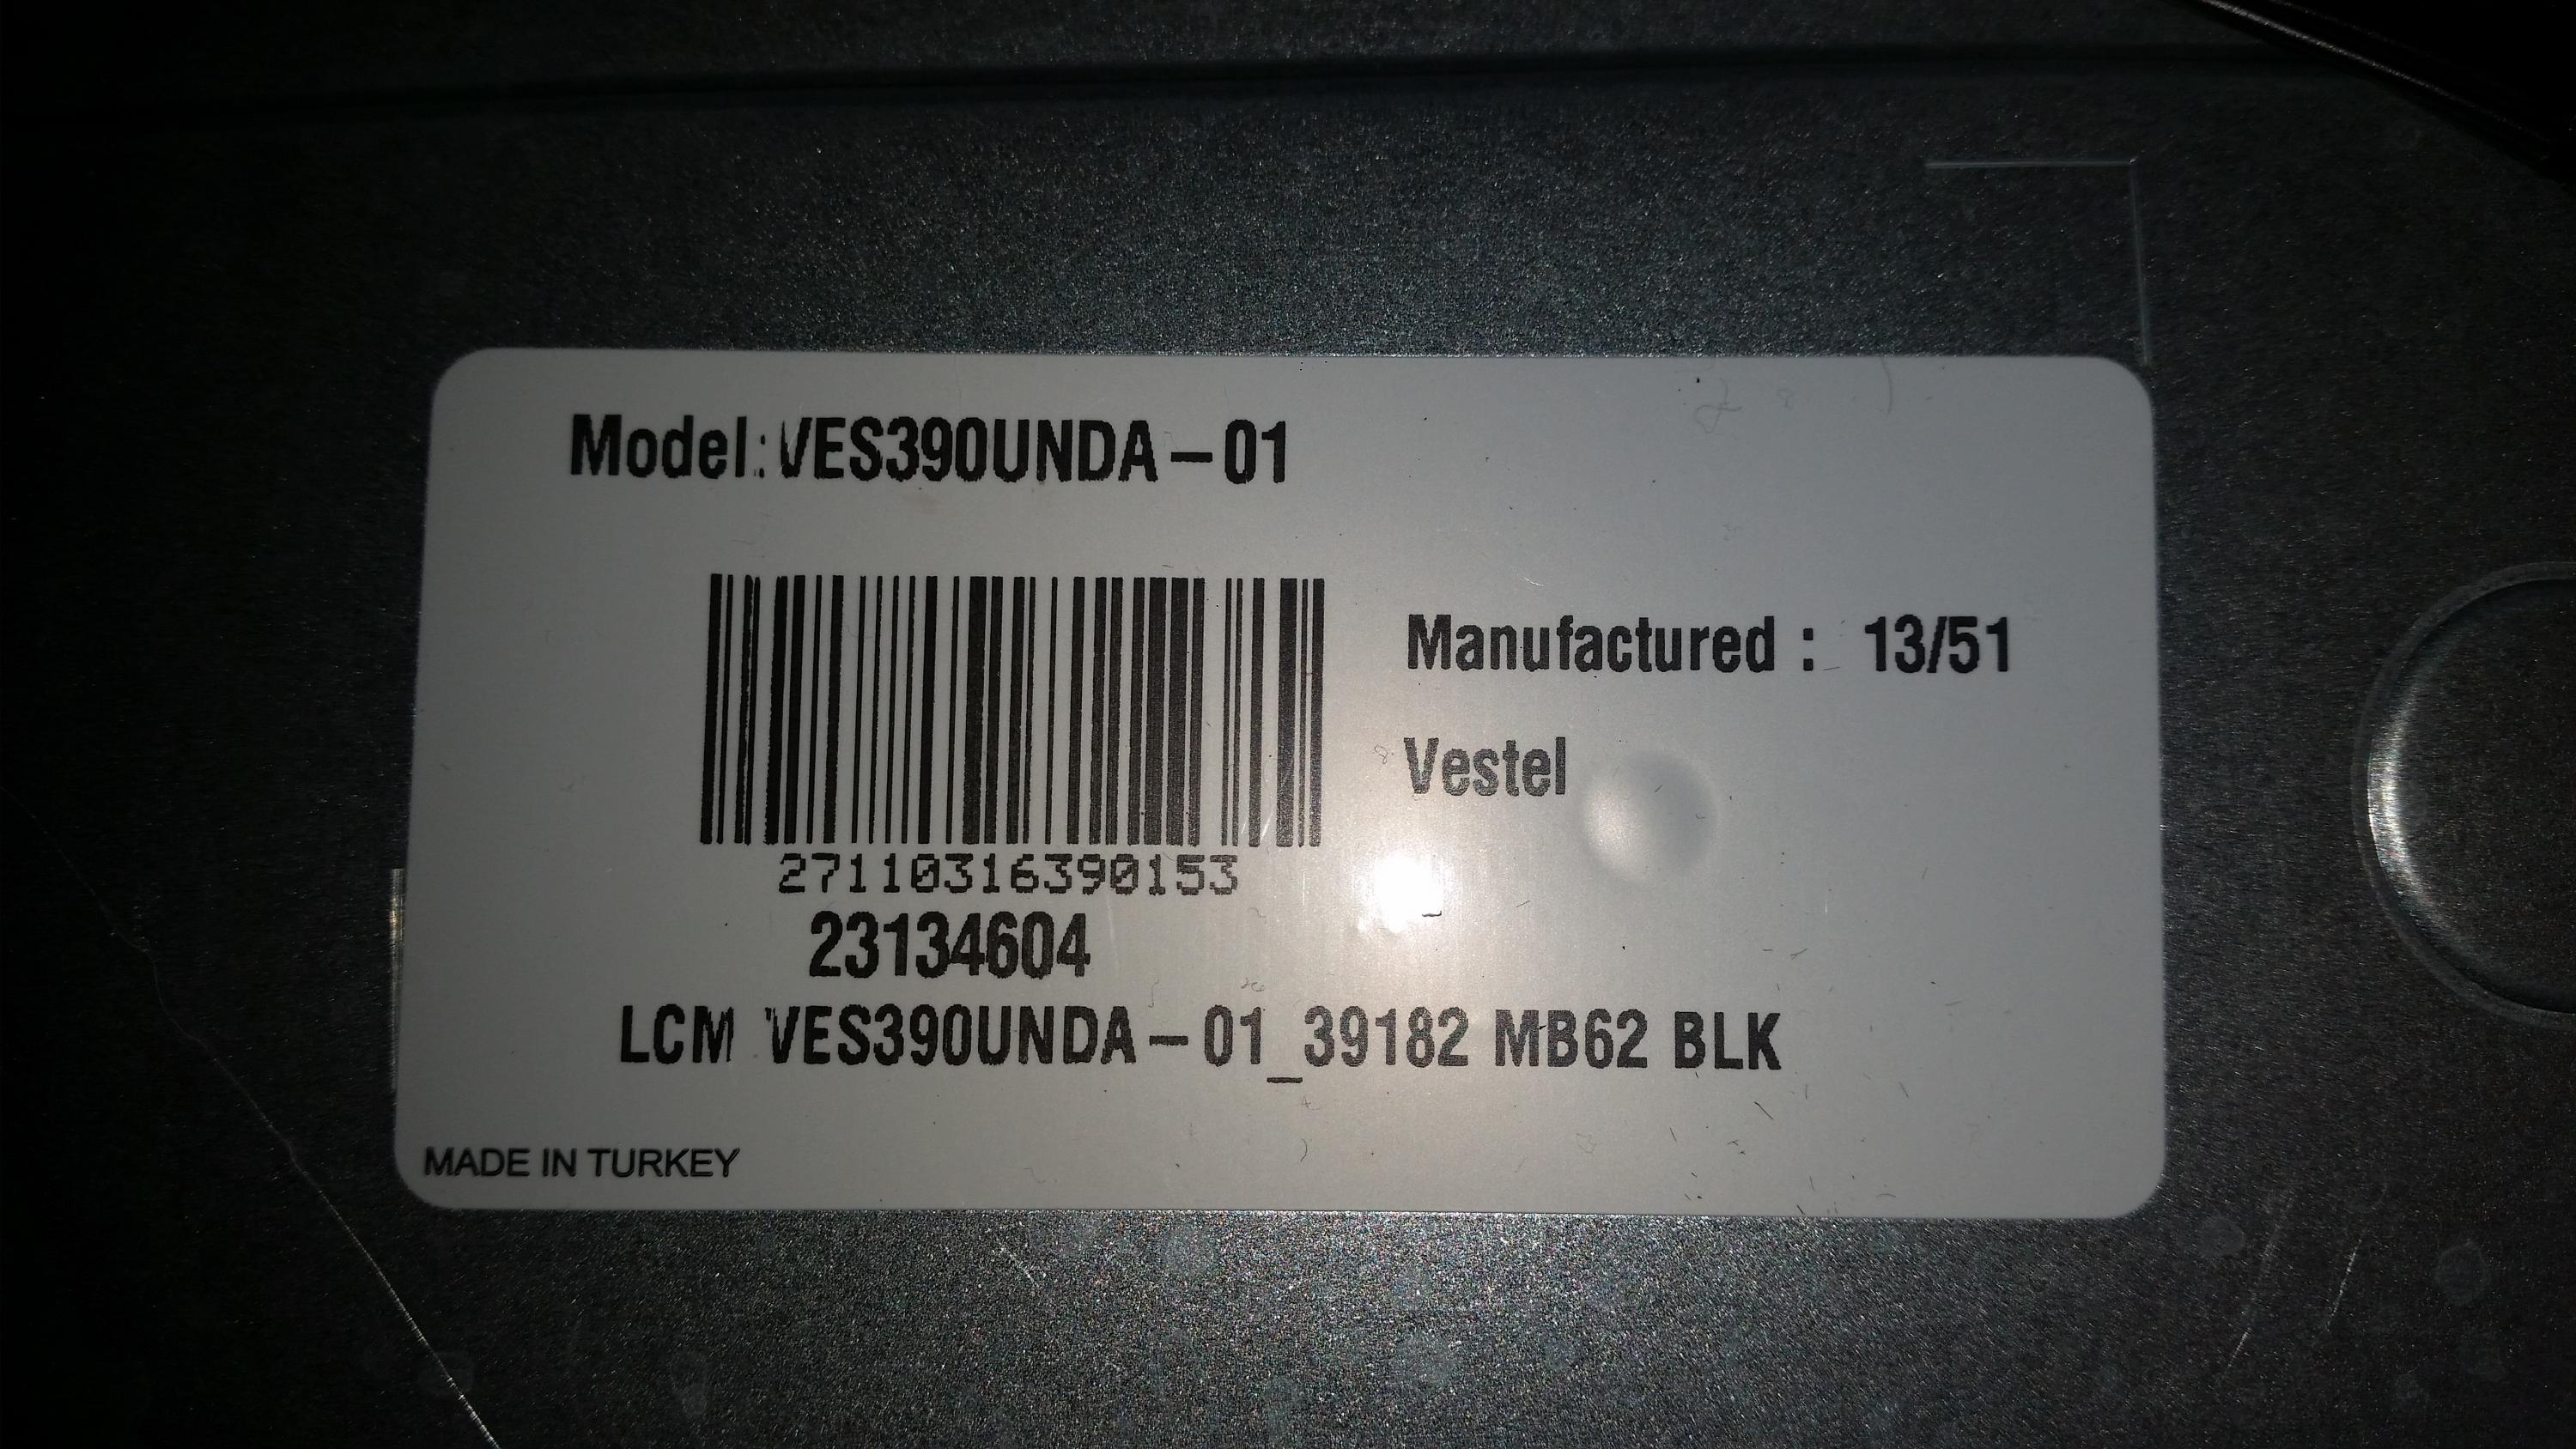 Model: VES390UNDA-01
Manufactured : 13/51
Vestel
27110316390153
23134604
LCM VES390UNDA-01_39182 MB62 BLK
MADE IN TURKEY